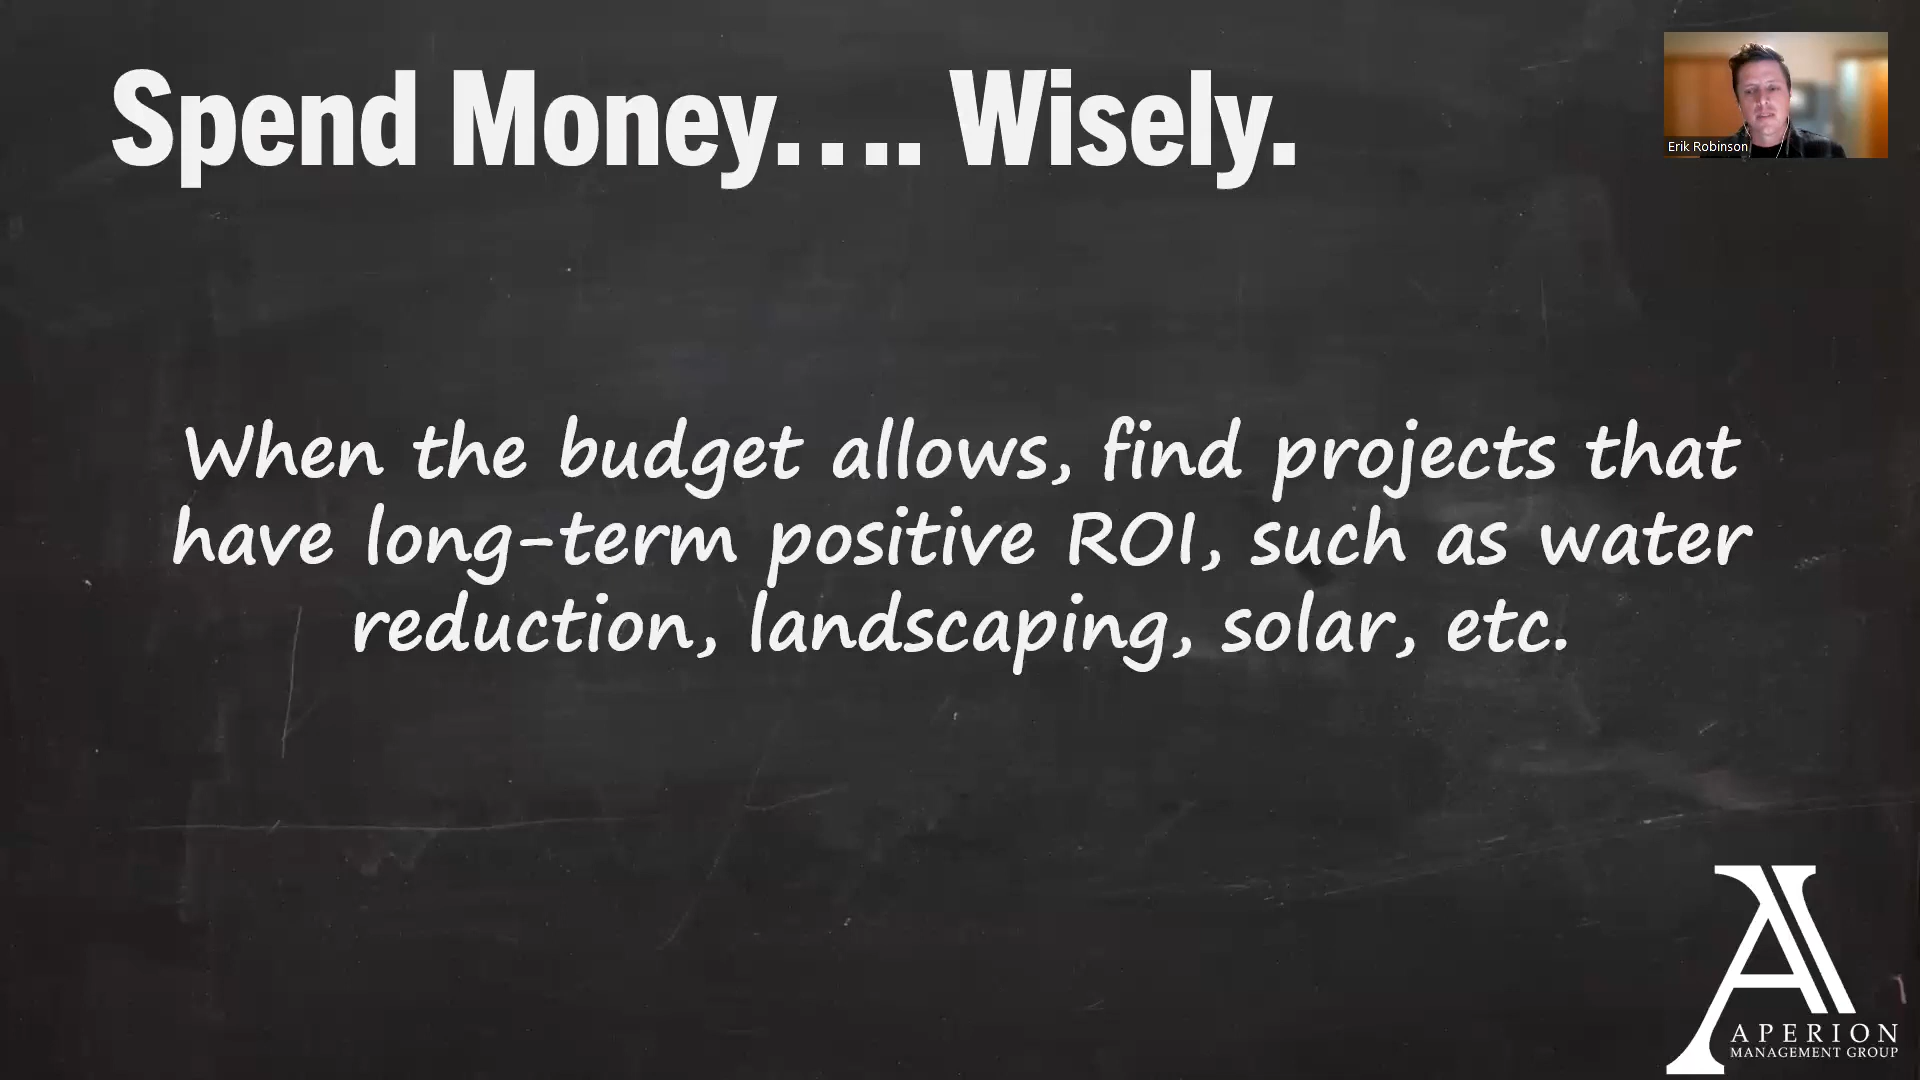 Spend Money.... Wisely.
Erik Robinson
When the budget allows, find projects that
have long-term positive ROI, such as water
reduction, landscaping, solar, etc.
APERION
MANAGEMENT GROUP